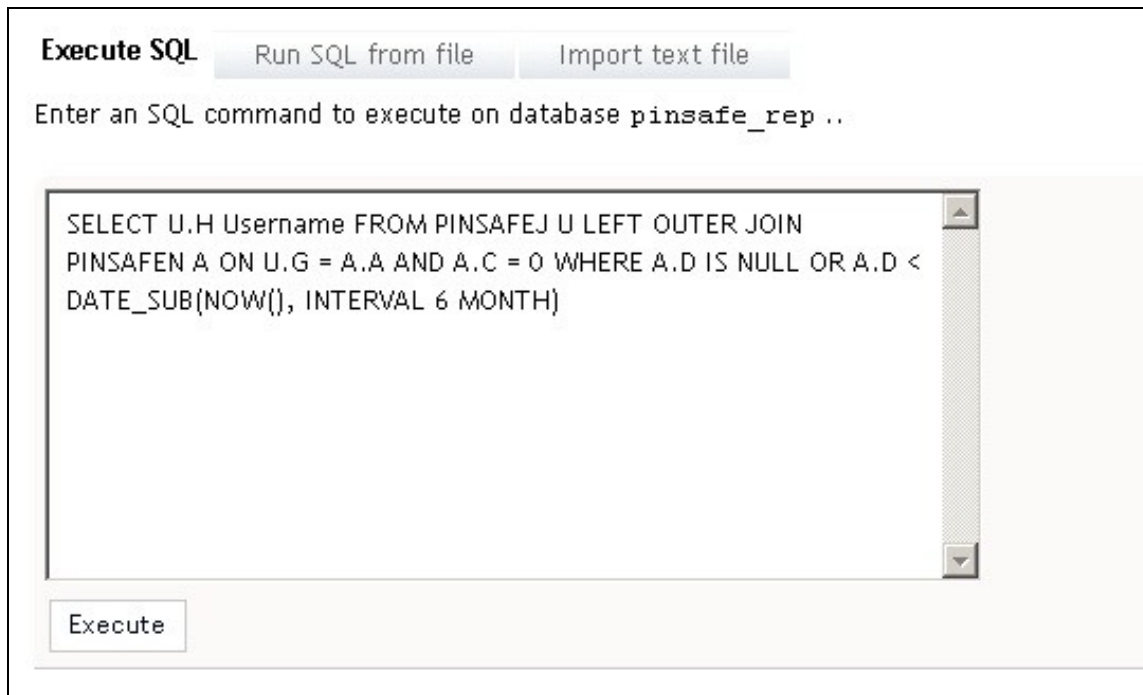 Execute SQL Run SQL from file Import text file
Enter an SQL command to execute on database pinsafe_rep ..
SELECT U.H Username FROM PINSAFEJ U LEFT OUTER JOIN
PINSAFEN A ON U.G = A.A AND A.C = 0 WHERE A.D IS NULL OR A.D <
DATE_SUB(NOW(), INTERVAL 6 MONTH)
Execute